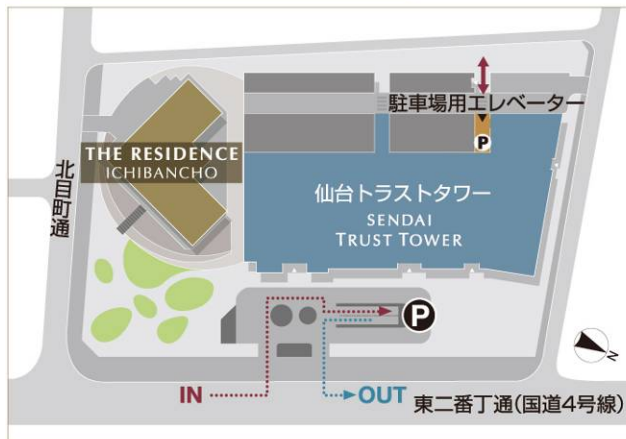 駐車場用エレベーター
P
THE RESIDENCE
ICHIBANCHO
北目町通
仙台トラストタワー
SENDAI
TRUST TOWER
P
N
IN
OUT
東二番丁通(国道4号線)